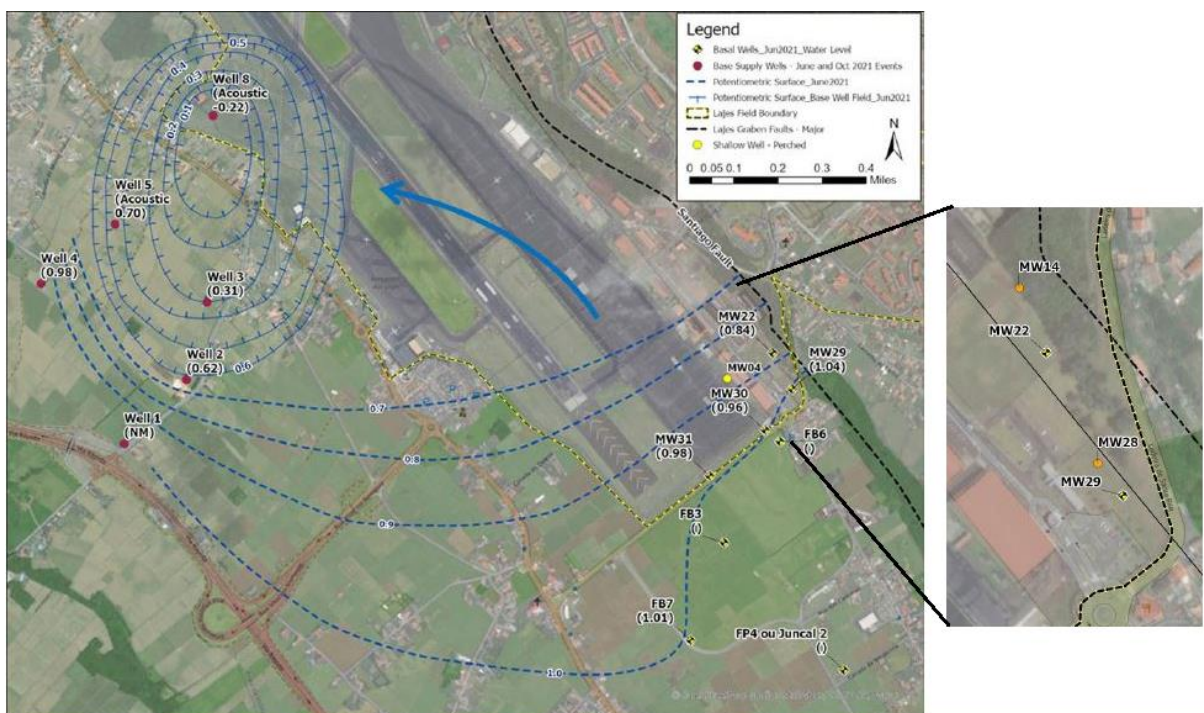 Legend
Basal Wells_Jun2021_Water Level
Base Supply Wells - June and Oct 2021 Events
Potentiometric Surface_June2021
Potentiometric Surface_Base Well Field_Jun2021
Lajes Field Boundary
Lajes Graben Faults - Major
Shallow Well - Perched
N
0 0.05 0.1 0.2 0.3 0.4
Miles
0.5
0.4
0.3
0.1
0.2
Well 8
(Acoustic
-0.22)
Well 5
(Acoustic
0.70)
Well 4
(0.98)
Well 3
(0.31)
Well 2
(0.62)
0.6
Well 1
(NM)
0.7
0.8
0.9
1.0
Santiago Fault
MW22
(0.84)
MW04
MW29
(1.04)
MW30
(0.96)
MW31
(0.98)
FB6
()
FB3
()
FB7
(1.01)
FP4 ou Juncal 2
()
MW14
MW22
MW28
MW29